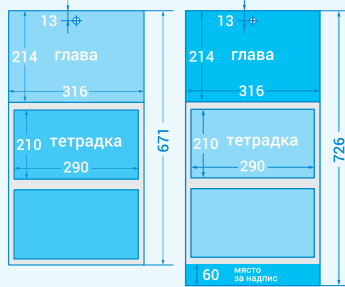 13
глава
214
316
тетрадка
210
290
671
13
глава
214
316
тетрадка
210
290
726
60
място
за надпис